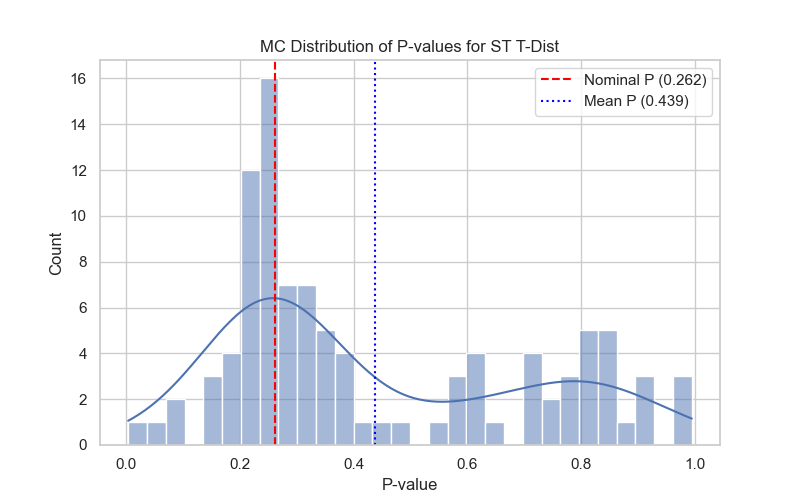 MC Distribution of P-values for ST T-Dist
Nominal P (0.262)
Mean P (0.439)
16
14
12
10
8
6
4
2
0
Count
0.0 0.2 0.4 0.6 0.8 1.0
P-value